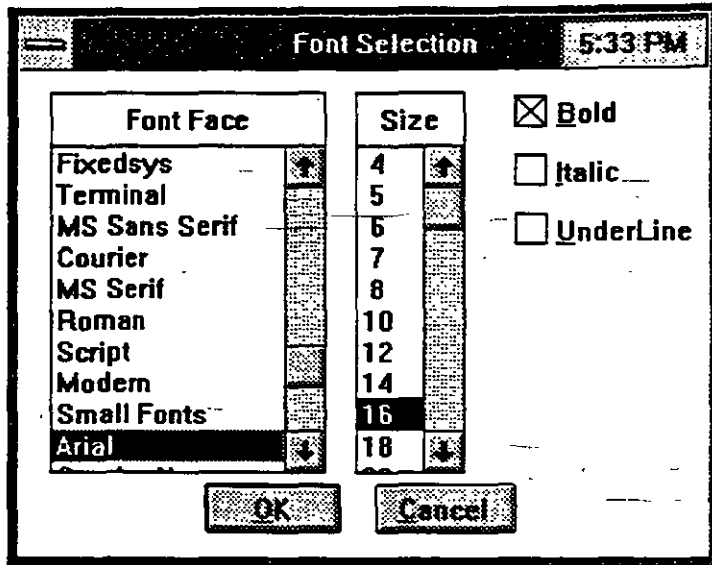 Font Selection
5:33 PM
Font Face
Fixedsys
Terminal
MS Sans Serif
Courier
MS Serif
Roman
Script
Modern
Small Fonts
Arial
Size
4
5
6
7
8
10
12
14
16
18
Bold
Italic
UnderLine
OK
Cancel